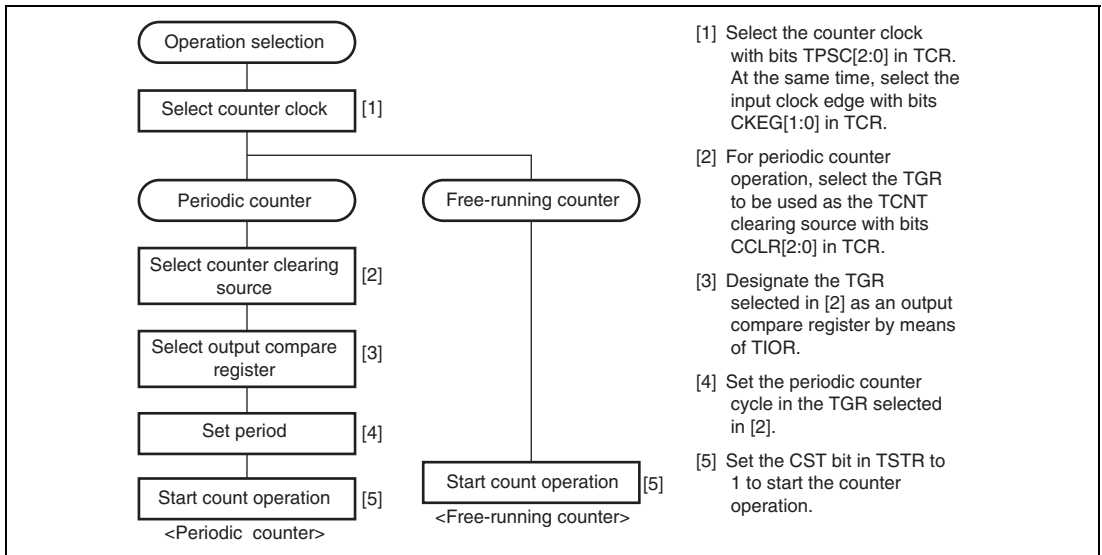 Operation selection
Select counter clock
[1]
Periodic counter
Free-running counter
Select counter clearing
source
[2]
Select output compare
register
[3]
Set period
[4]
Start count operation
[5]
<Periodic counter>
Start count operation
[5]
<Free-running counter>
[1] Select the counter clock
with bits TPSC[2:0] in TCR.
At the same time, select the
input clock edge with bits
CKEG[1:0] in TCR.
[2] For periodic counter
operation, select the TGR
to be used as the TCNT
clearing source with bits
CCLR[2:0] in TCR.
[3] Designate the TGR
selected in [2] as an output
compare register by means
of TIOR.
[4] Set the periodic counter
cycle in the TGR selected
in [2].
[5] Set the CST bit in TSTR to
1 to start the counter
operation.